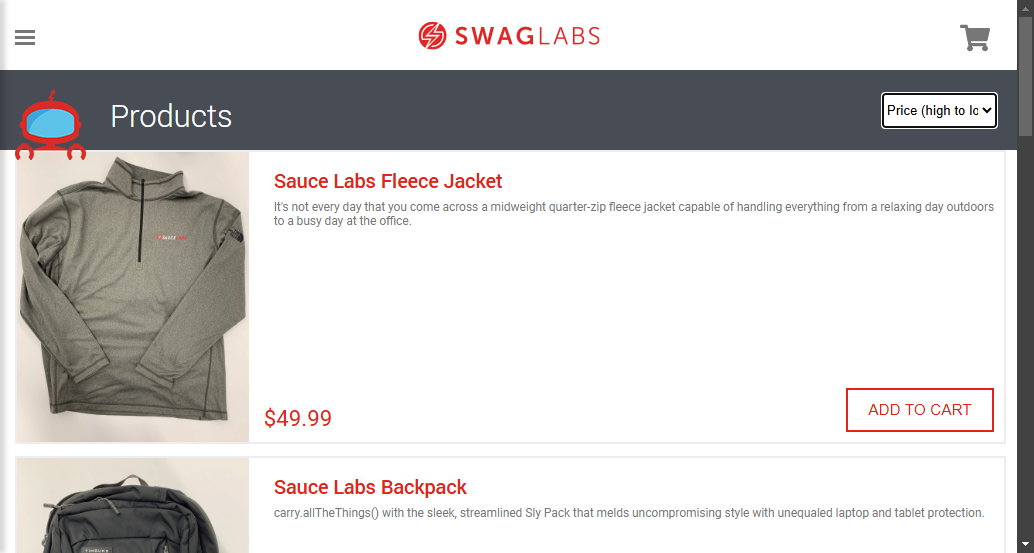 SWAGLABS
Products
Price (high to lo
Sauce Labs Fleece Jacket
It's not every day that you come across a midweight quarter-zip fleece jacket capable of handling everything from a relaxing day outdoors
to a busy day at the office.
$49.99
ADD TO CART
Sauce Labs Backpack
carry.allTheThings() with the sleek, streamlined Sly Pack that melds uncompromising style with unequaled laptop and tablet protection.